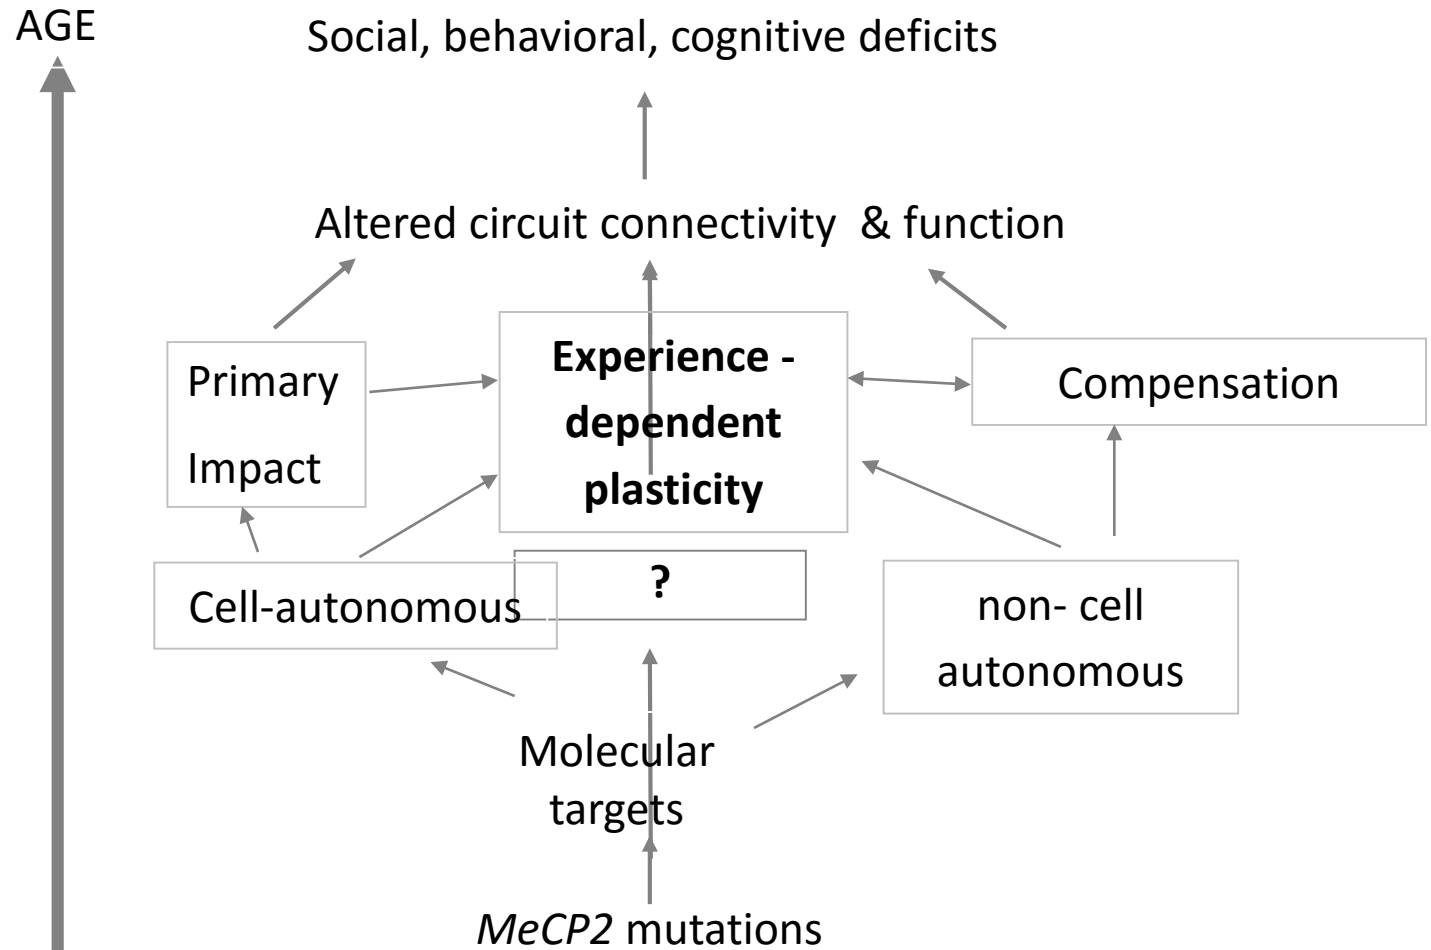 AGE
Social, behavioral, cognitive deficits
Altered circuit connectivity & function
Primary
Impact
Experience -
dependent
plasticity
Compensation
Cell-autonomous
?
non- cell
autonomous
Molecular
targets
MeCP2 mutations